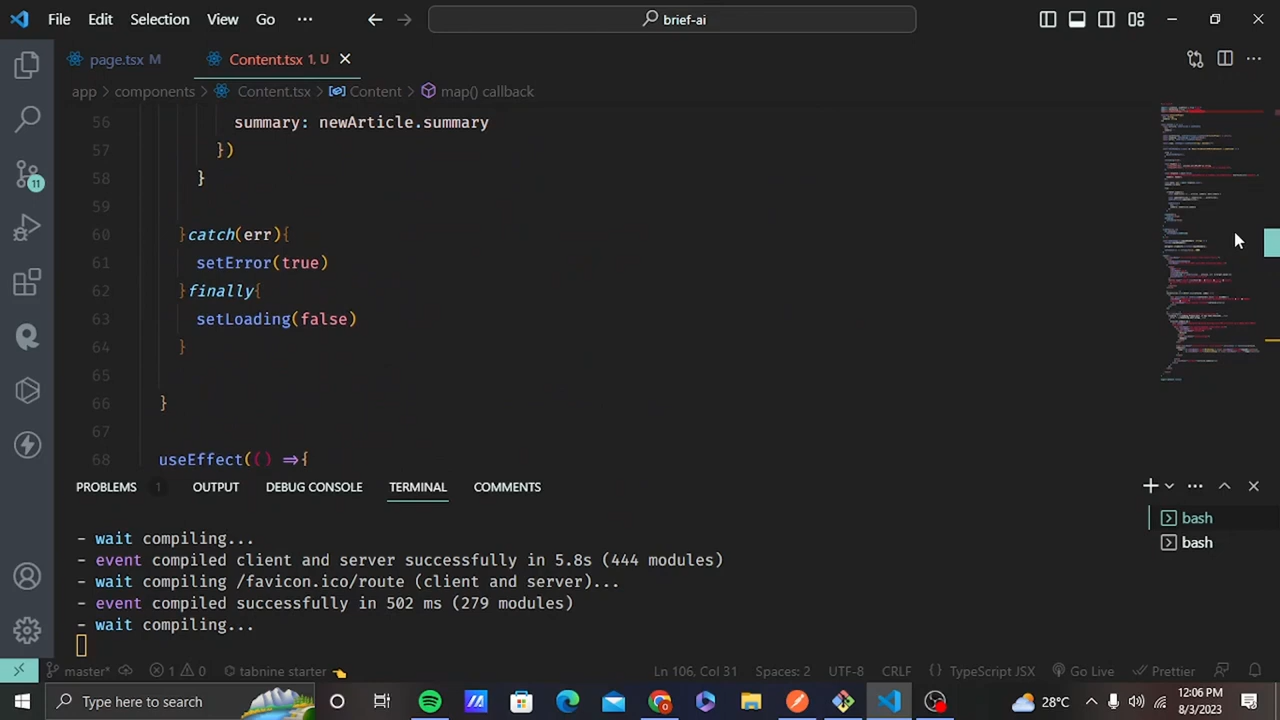 File Edit Selection View Go ··· brief-ai
page.tsx M Content.tsx 1, U
app > components > Content.tsx > Content > map() callback
56 summary: newArticle.summary
57 })
58 }
59
60 }catch(err){
61 setError(true)
62 }finally{
63 setLoading(false)
64 }
65
66 }
67
68 useEffect(() =>{
PROBLEMS 1 OUTPUT DEBUG CONSOLE TERMINAL COMMENTS
11
- wait compiling...
- event compiled client and server successfully in 5.8s (444 modules)
- wait compiling /favicon.ico/route (client and server)...
- event compiled successfully in 502 ms (279 modules)
- wait compiling...
bash
bash
master* 1 0 tabnine starter Ln 106, Col 31 Spaces: 2 UTF-8 CRLF TypeScript JSX Go Live Prettier
Type here to search 28°C 12:06 PM
8/3/2023